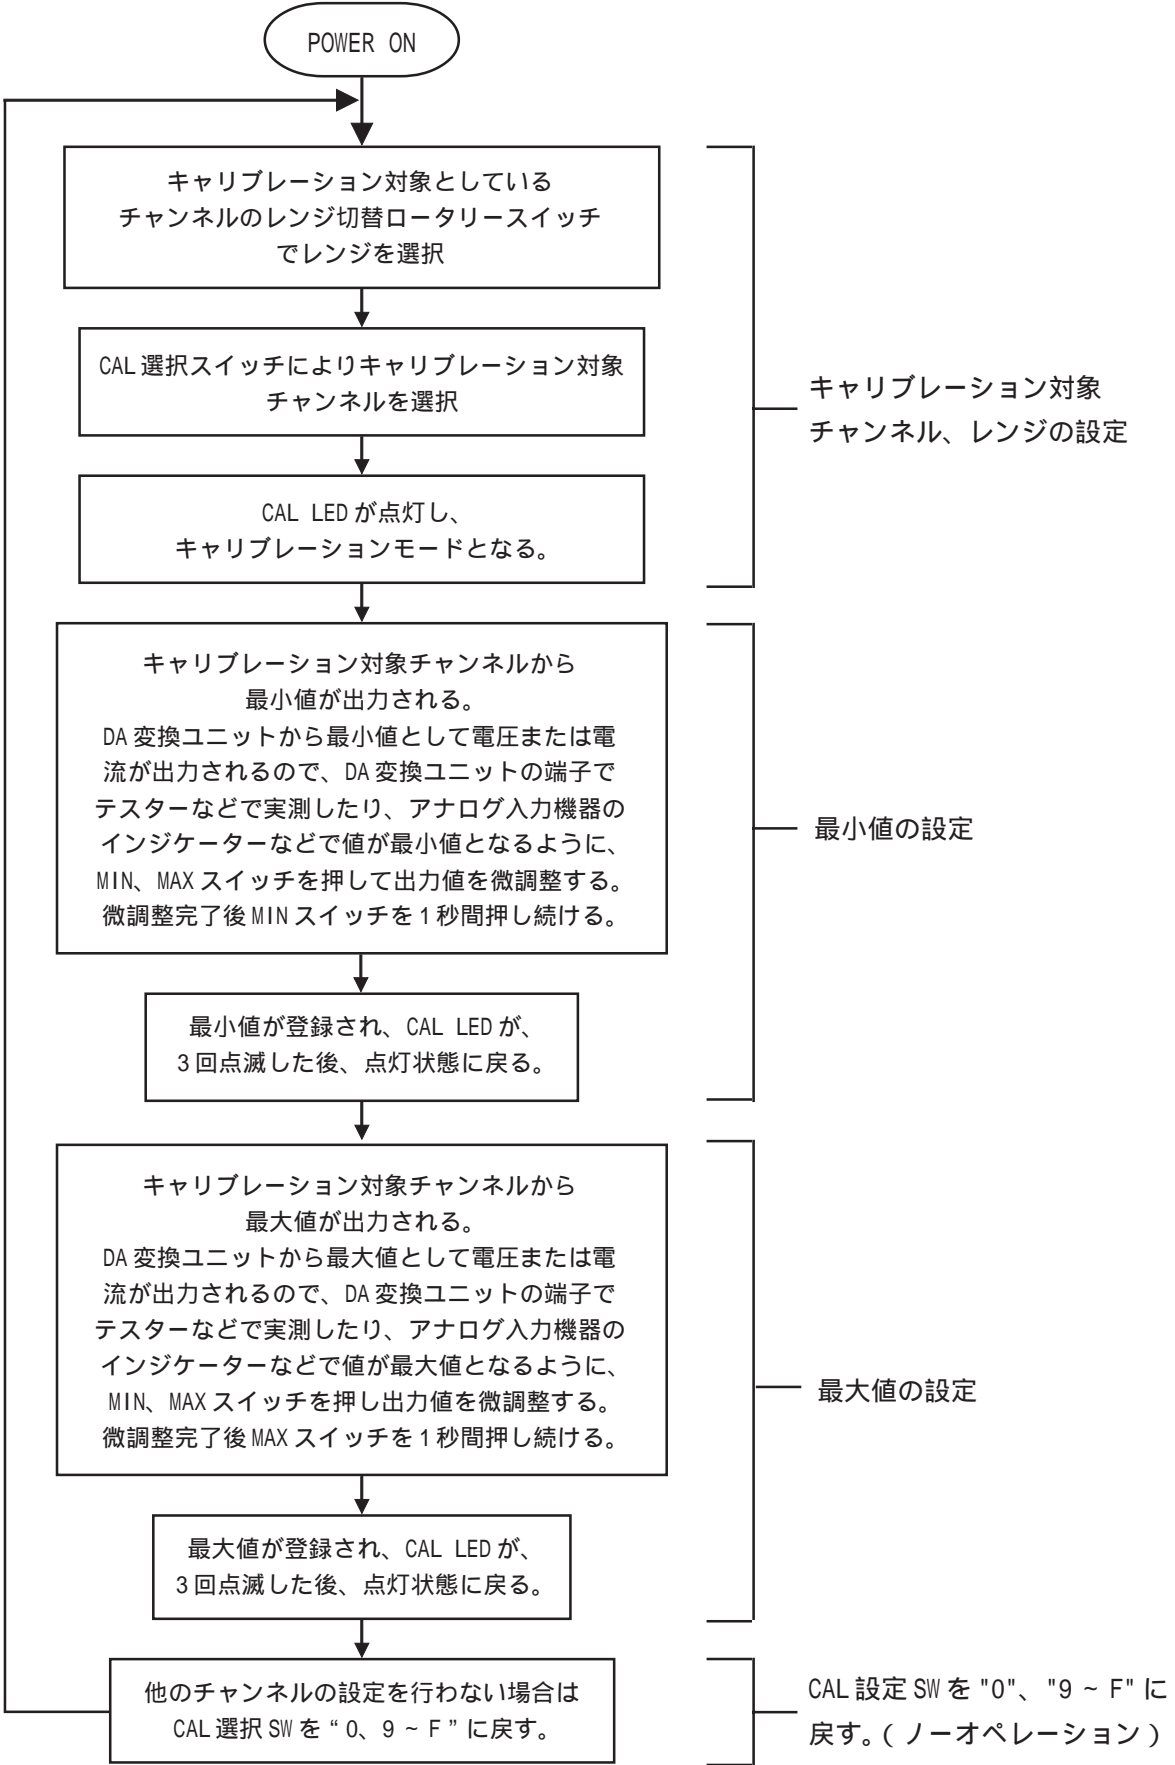 POWER ON
キャリブレーション対象としている
チャンネルのレンジ切替ロータリースイッチ
でレンジを選択
CAL 選択スイッチによりキャリブレーション対象
チャンネルを選択
CAL LED が点灯し、
キャリブレーションモードとなる。
キャリブレーション対象
チャンネル、レンジの設定
キャリブレーション対象チャンネルから
最小値が出力される。
DA 変換ユニットから最小値として電圧または電
流が出力されるので、DA 変換ユニットの端子で
テスターなどで実測したり、アナログ入力機器の
インジケーターなどで値が最小値となるように、
MIN、MAX スイッチを押して出力値を微調整する。
微調整完了後 MIN スイッチを 1 秒間押し続ける。
最小値が登録され、CAL LED が、
3 回点滅した後、点灯状態に戻る。
最小値の設定
キャリブレーション対象チャンネルから
最大値が出力される。
DA 変換ユニットから最大値として電圧または電
流が出力されるので、DA 変換ユニットの端子で
テスターなどで実測したり、アナログ入力機器の
インジケーターなどで値が最大値となるように、
MIN、MAX スイッチを押し出力値を微調整する。
微調整完了後 MAX スイッチを 1 秒間押し続ける。
最大値が登録され、CAL LED が、
3 回点滅した後、点灯状態に戻る。
最大値の設定
他のチャンネルの設定を行わない場合は
CAL 選択 SW を “ 0、9 ~ F ” に戻す。
CAL 設定 SW を "0"、"9 ~ F" に
戻す。( ノーオペレーション )